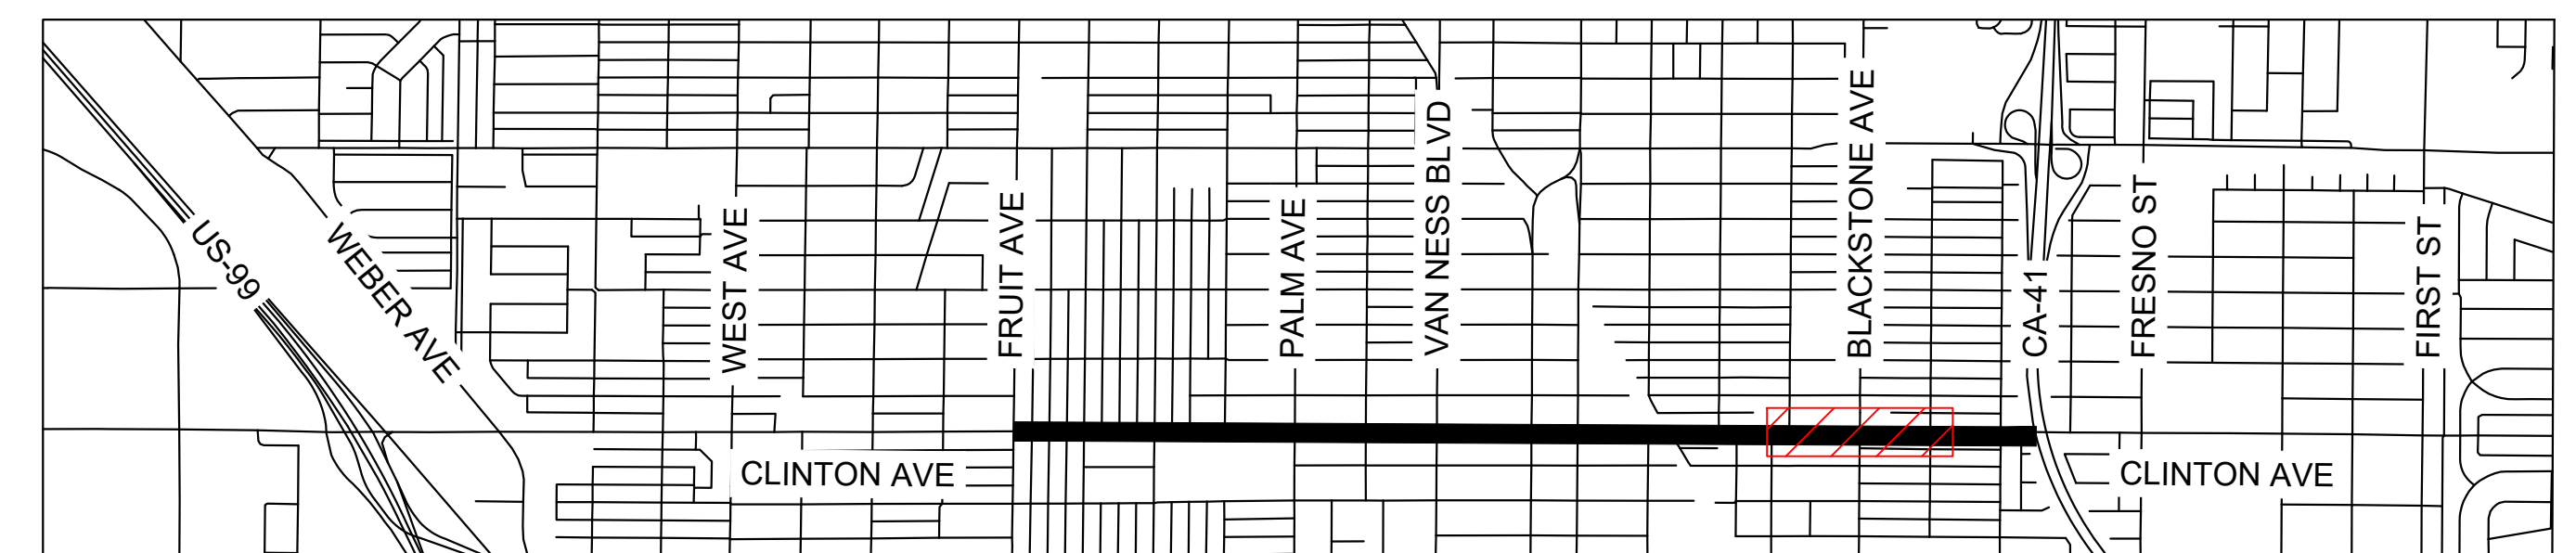 US-99
WEBER AVE
WEST AVE
FRUIT AVE
PALM AVE
VAN NESS BLVD
BLACKSTONE AVE
CA-41
FRESNO ST
FIRST ST
CLINTON AVE
CLINTON AVE